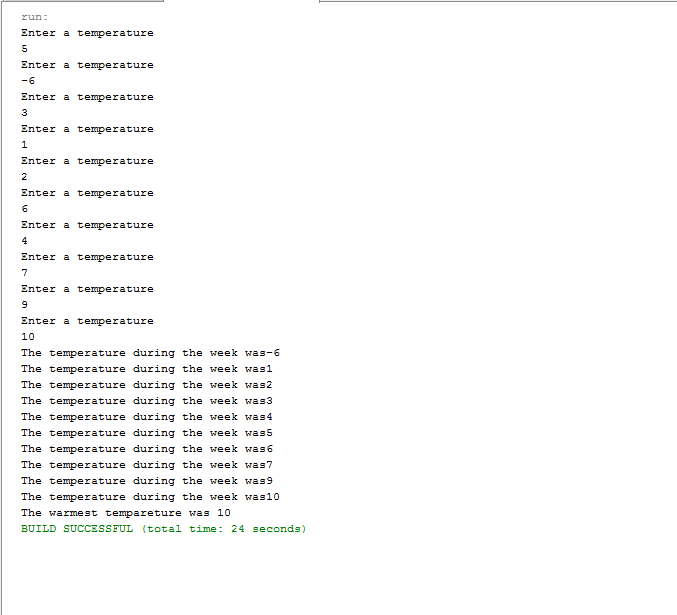 run:
Enter a temperature
5
Enter a temperature
-6
Enter a temperature
3
Enter a temperature
1
Enter a temperature
2
Enter a temperature
6
Enter a temperature
4
Enter a temperature
7
Enter a temperature
9
Enter a temperature
10
The temperature during the week was-6
The temperature during the week was1
The temperature during the week was2
The temperature during the week was3
The temperature during the week was4
The temperature during the week was5
The temperature during the week was6
The temperature during the week was7
The temperature during the week was9
The temperature during the week was10
The warmest tempareture was 10
BUILD SUCCESSFUL (total time: 24 seconds)